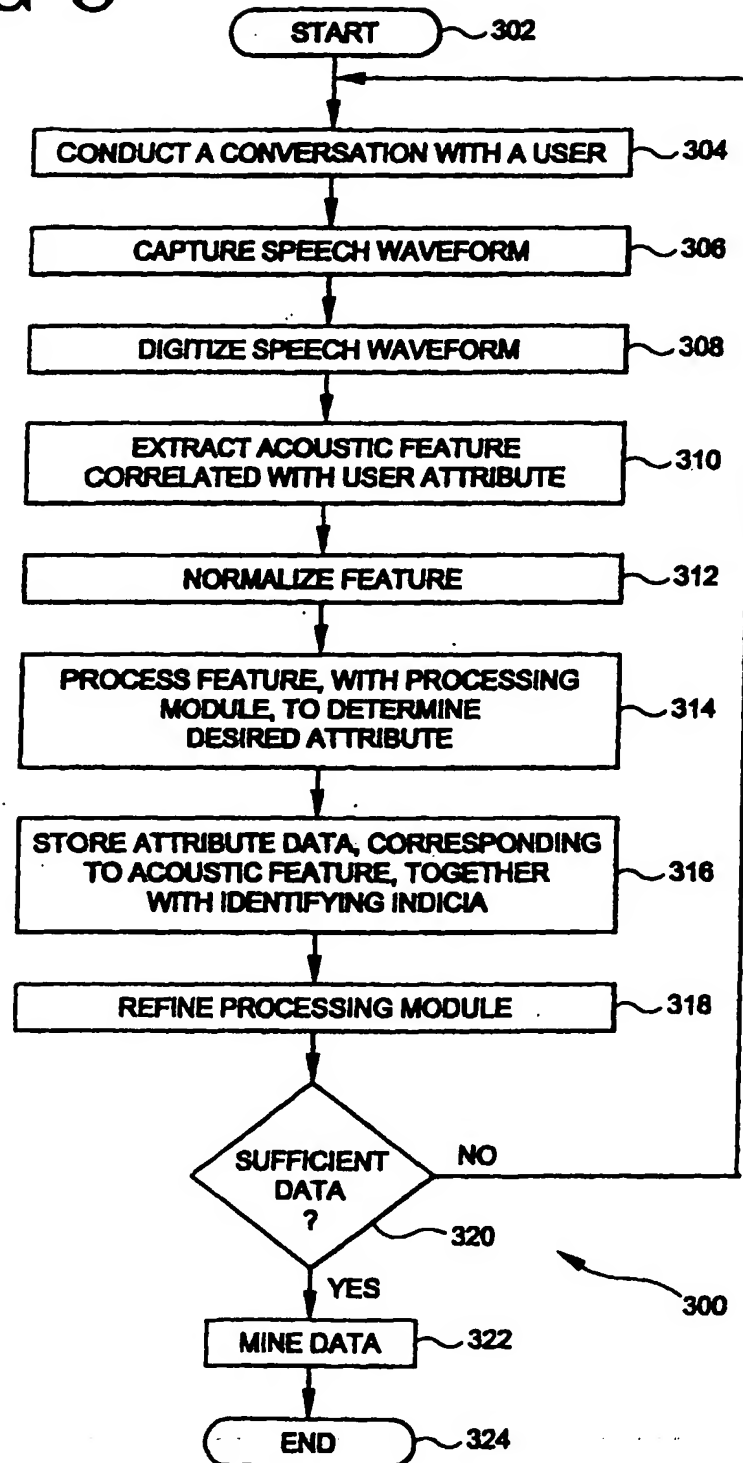 START 302
CONDUCT A CONVERSATION WITH A USER 304
CAPTURE SPEECH WAVEFORM 306
DIGITIZE SPEECH WAVEFORM 308
EXTRACT ACOUSTIC FEATURE
CORRELATED WITH USER ATTRIBUTE 310
NORMALIZE FEATURE 312
PROCESS FEATURE, WITH PROCESSING
MODULE, TO DETERMINE 314
DESIRED ATTRIBUTE
STORE ATTRIBUTE DATA, CORRESPONDING
TO ACOUSTIC FEATURE, TOGETHER 316
WITH IDENTIFYING INDICIA
REFINE PROCESSING MODULE 318
SUFFICIENT NO
DATA
?
320
YES
300
MINE DATA 322
END 324